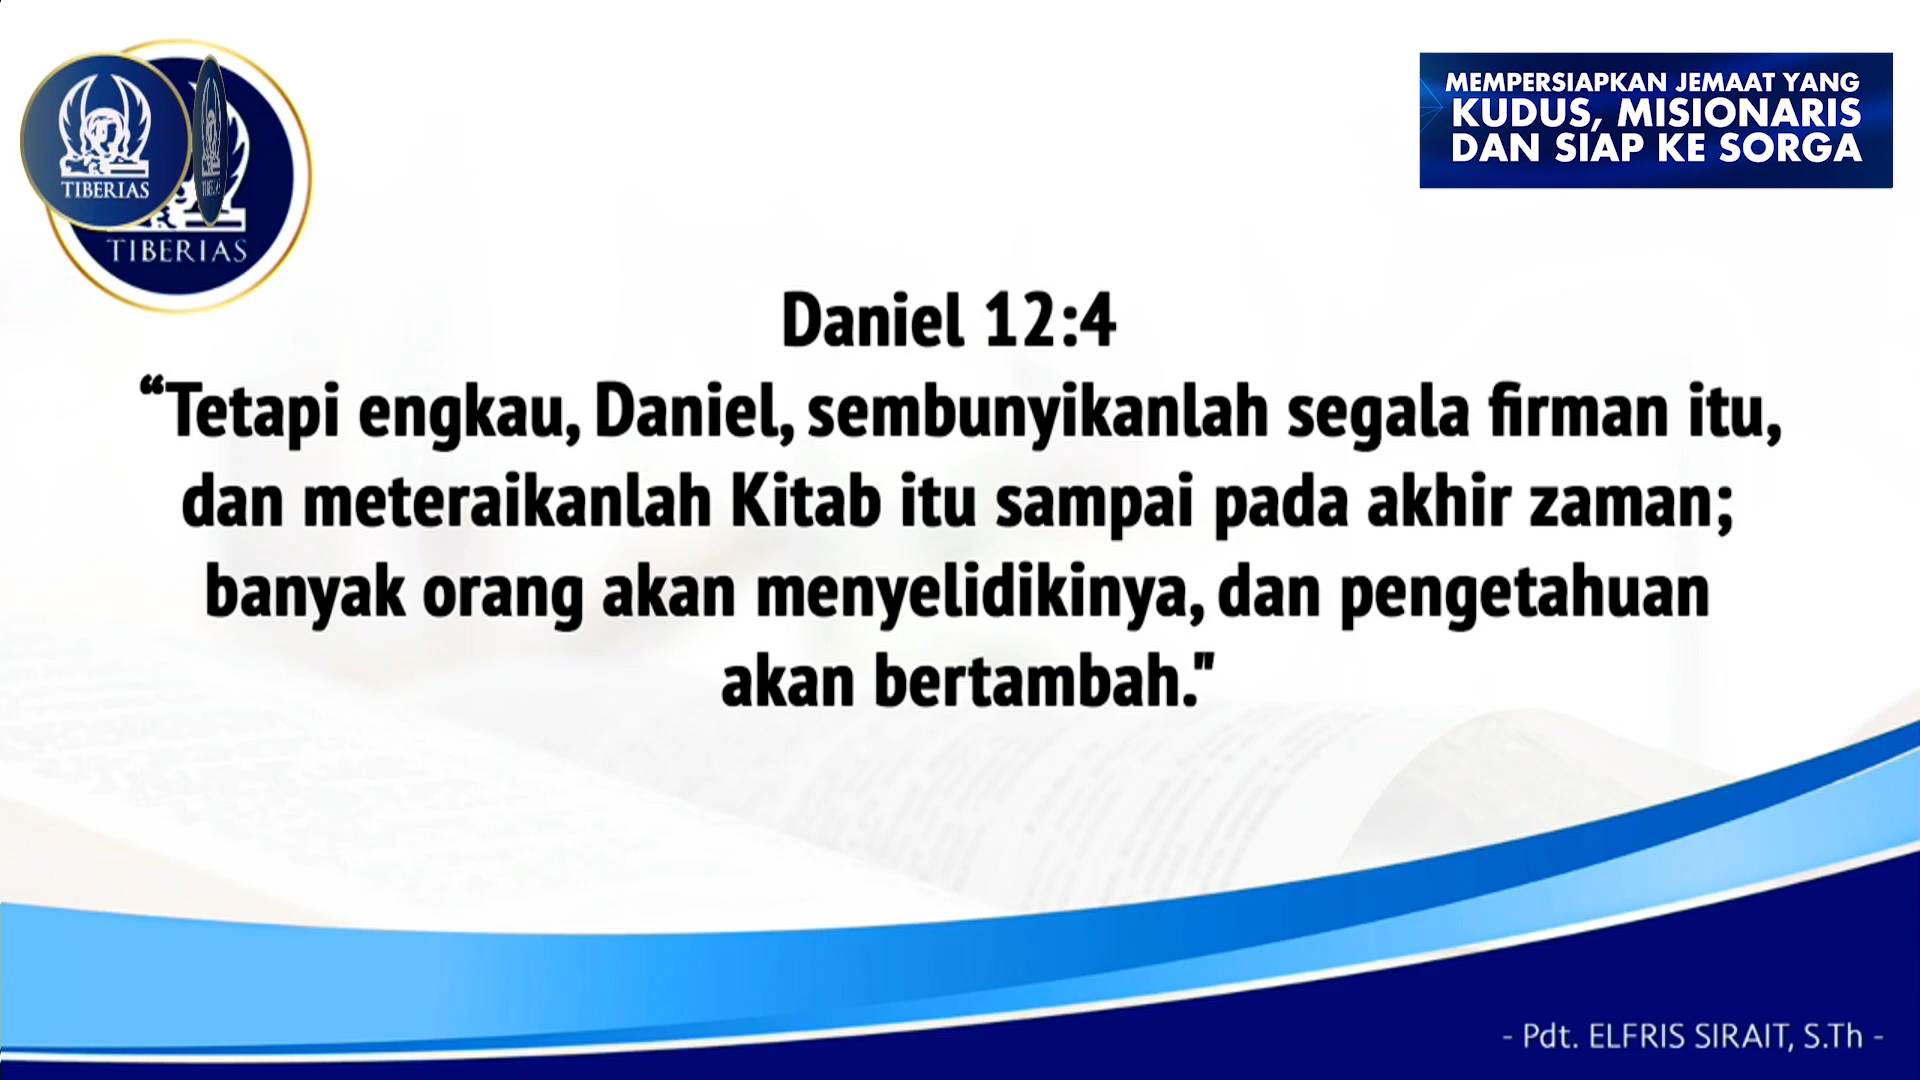 TIBERIAS
TIBERIAS
MEMPERSIAPKAN JEMAAT YANG
KUDUS, MISIONARIS
DAN SIAP KE SORGA
Daniel 12:4
“Tetapi engkau, Daniel, sembunyikanlah segala firman itu,
dan meteraikanlah Kitab itu sampai pada akhir zaman;
banyak orang akan menyelidikinya, dan pengetahuan
akan bertambah."
- Pdt. ELFRIS SIRAIT, S.Th -